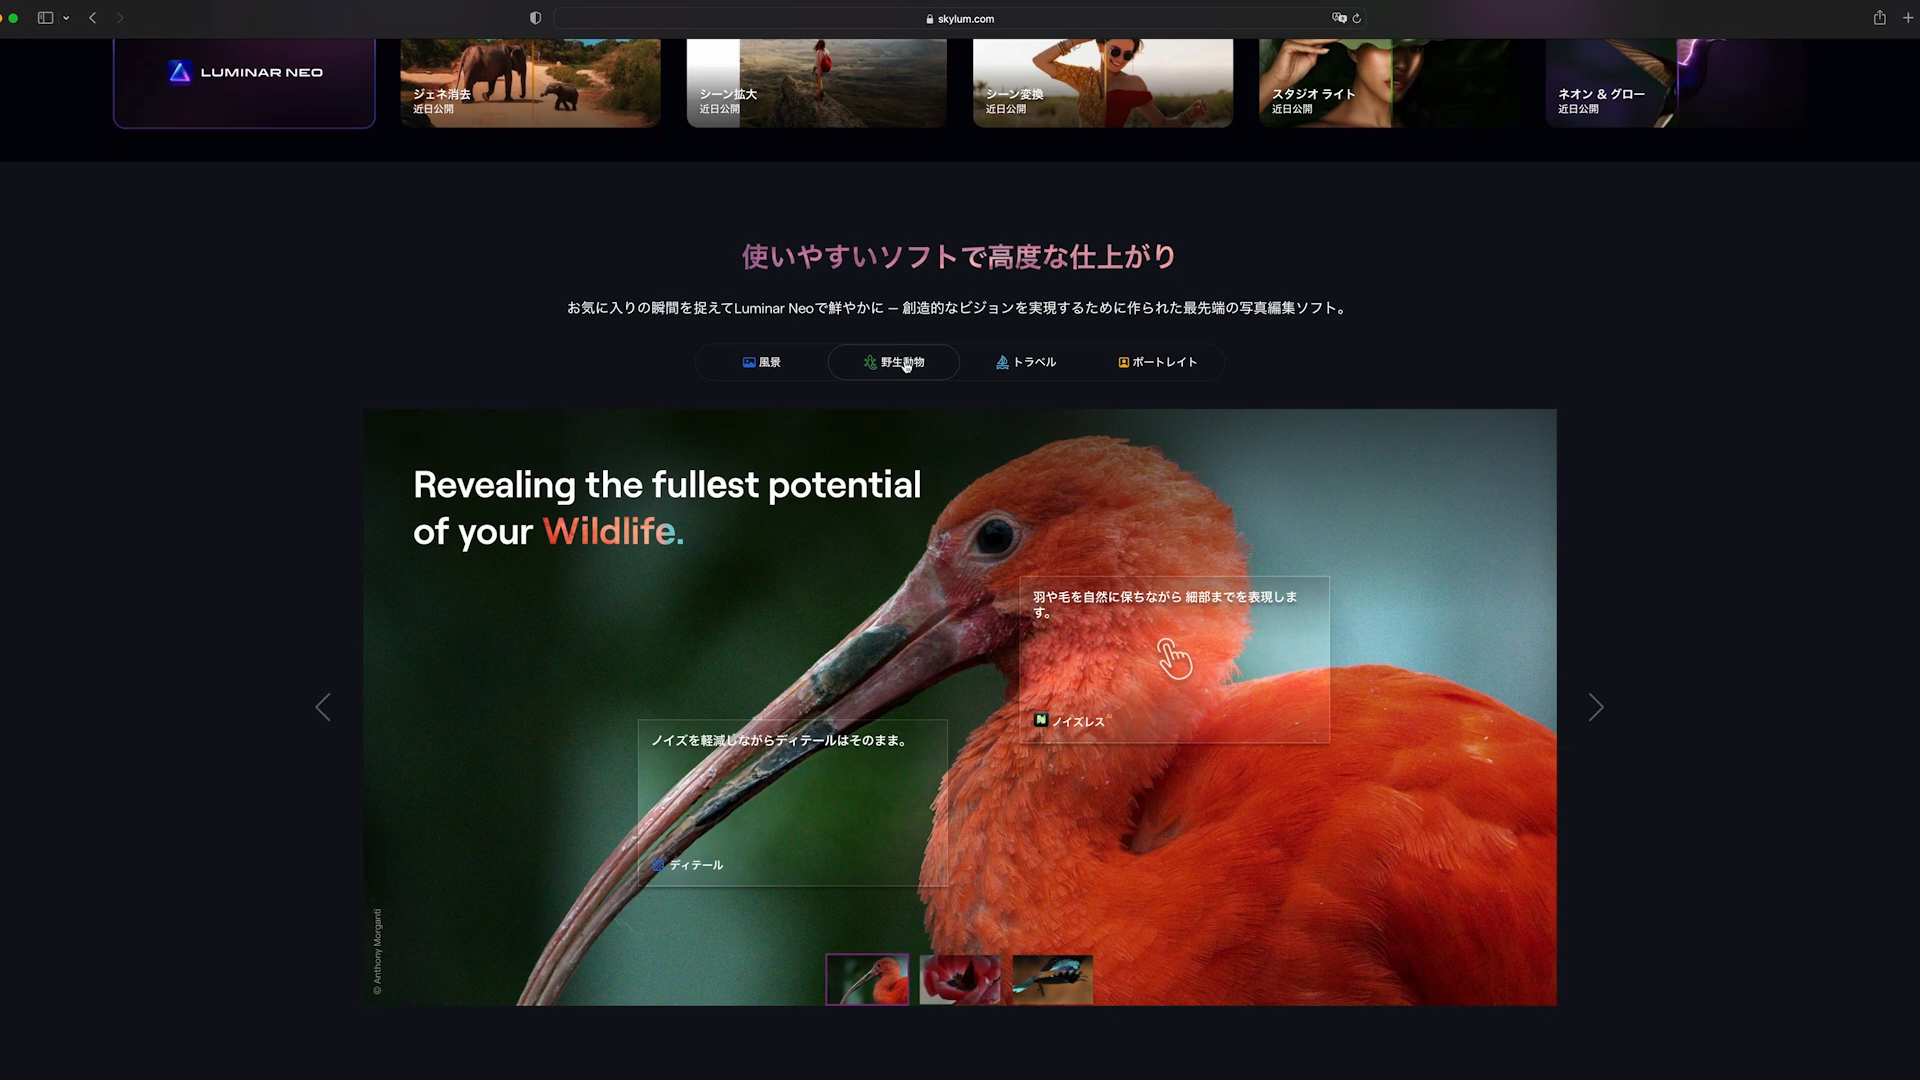 skylum.com
LUMINAR NEO
ジェネ消去
近日公開
シーン拡大
近日公開
シーン変換
近日公開
スタジオ ライト
近日公開
ネオン & グロー
近日公開
使いやすいソフトで高度な仕上がり
お気に入りの瞬間を捉えてLuminar Neoで鮮やかに – 創造的なビジョンを実現するために作られた最先端の写真編集ソフト。
風景
野生動物
トラベル
ポートレイト
Revealing the fullest potential
of your Wildlife.
羽や毛を自然に保ちながら 細部までを表現しま
す。
ノイズレスAI
ノイズを軽減しながらディテールはそのまま。
ディテール
© Anthony Morganti